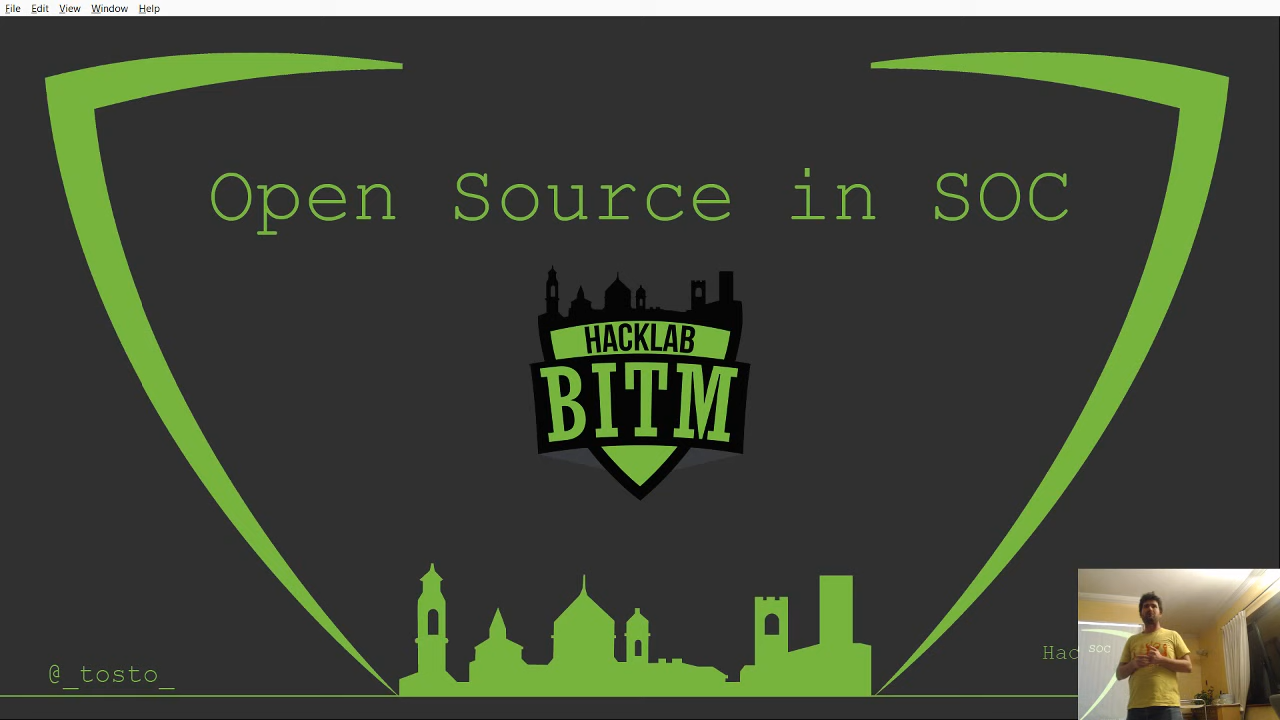 File Edit View Window Help
Open Source in SOC
HACKLAB
BITM
@_tosto_
Hac
SOC